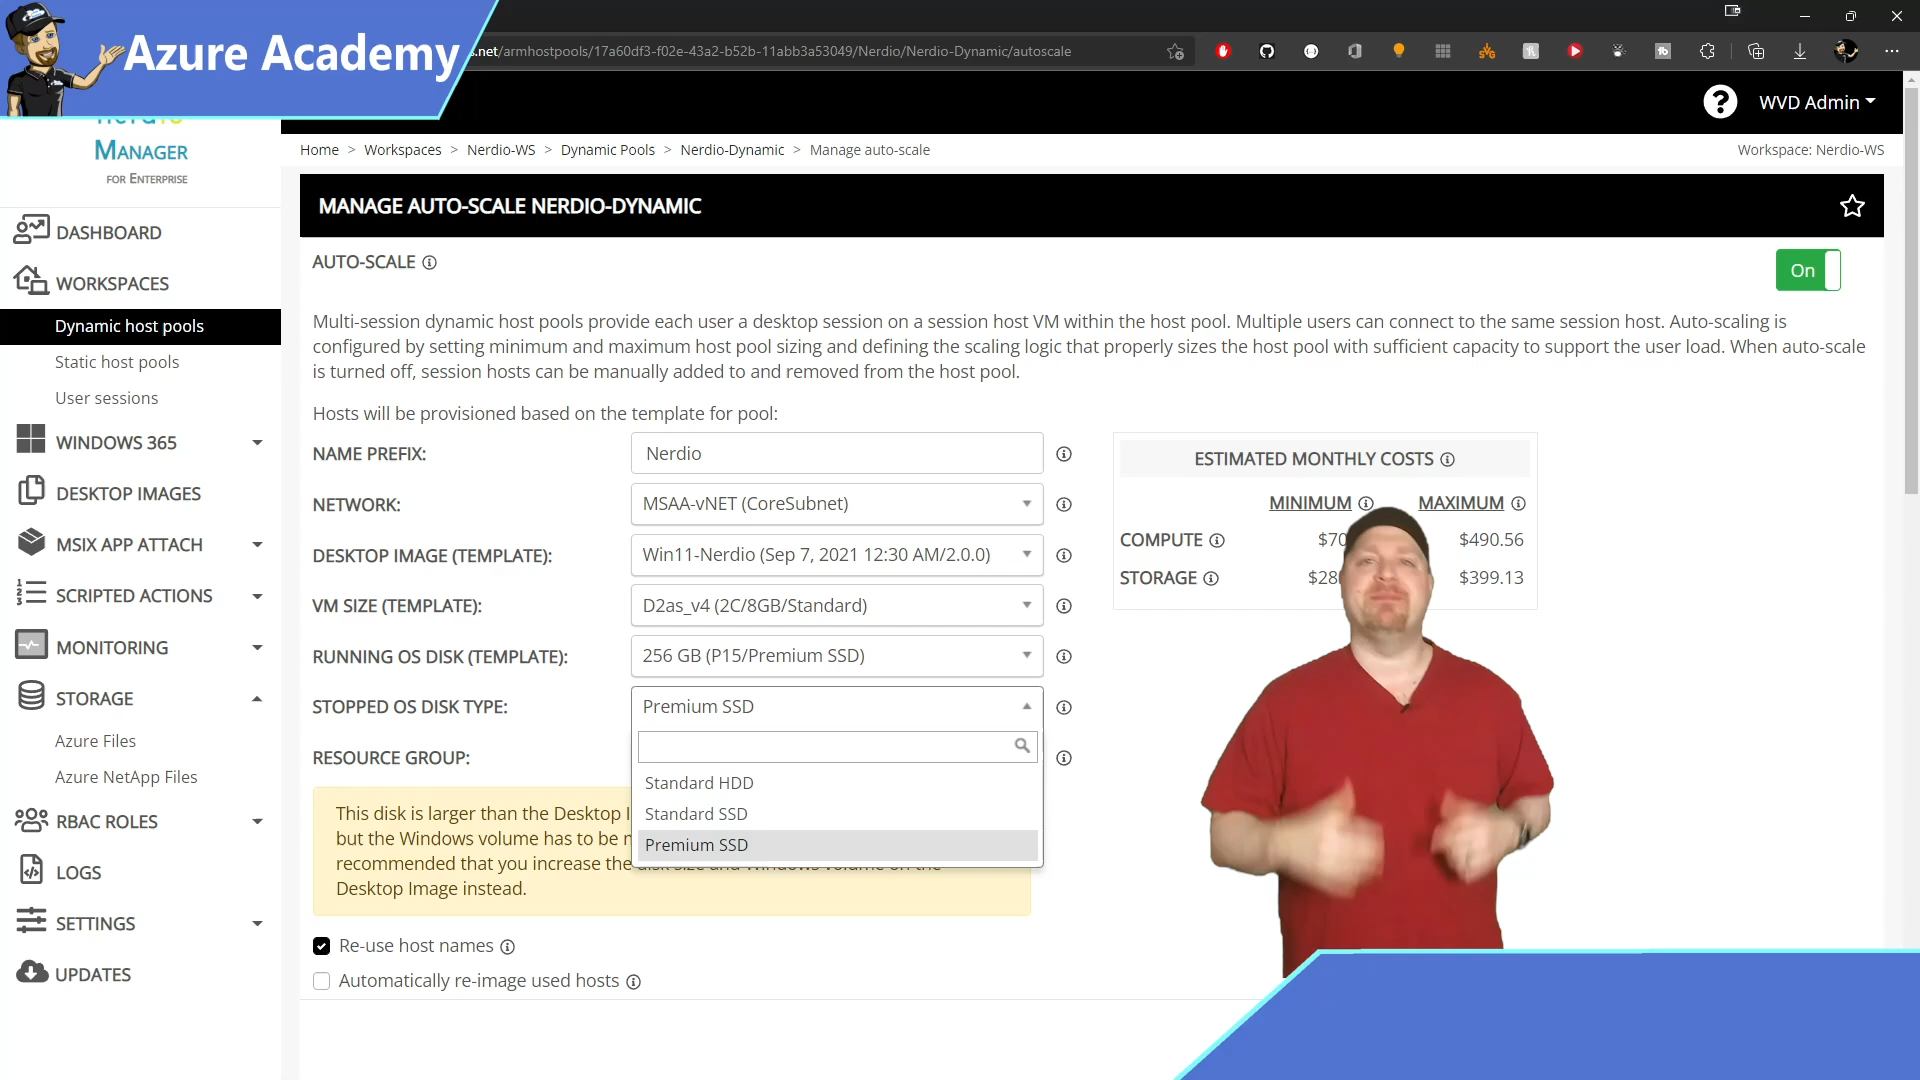 Azure Academy
.net/armhostpools/17a60df3-f02e-43a2-b52b-11abb3a53049/Nerdio/Nerdio-Dynamic/autoscale
WVD Admin
MANAGER
FOR ENTERPRISE
Home > Workspaces > Nerdio-WS > Dynamic Pools > Nerdio-Dynamic > Manage auto-scale
Workspace: Nerdio-WS
MANAGE AUTO-SCALE NERDIO-DYNAMIC
DASHBOARD
WORKSPACES
Dynamic host pools
Static host pools
User sessions
WINDOWS 365
DESKTOP IMAGES
MSIX APP ATTACH
SCRIPTED ACTIONS
MONITORING
STORAGE
Azure Files
Azure NetApp Files
RBAC ROLES
LOGS
SETTINGS
UPDATES
AUTO-SCALE
On
Multi-session dynamic host pools provide each user a desktop session on a session host VM within the host pool. Multiple users can connect to the same session host. Auto-scaling is
configured by setting minimum and maximum host pool sizing and defining the scaling logic that properly sizes the host pool with sufficient capacity to support the user load. When auto-scale
is turned off, session hosts can be manually added to and removed from the host pool.
Hosts will be provisioned based on the template for pool:
NAME PREFIX: Nerdio
NETWORK: MSAA-vNET (CoreSubnet)
DESKTOP IMAGE (TEMPLATE): Win11-Nerdio (Sep 7, 2021 12:30 AM/2.0.0)
VM SIZE (TEMPLATE): D2as_v4 (2C/8GB/Standard)
RUNNING OS DISK (TEMPLATE): 256 GB (P15/Premium SSD)
STOPPED OS DISK TYPE: Premium SSD
RESOURCE GROUP:
Standard HDD
Standard SSD
Premium SSD
This disk is larger than the Desktop I
but the Windows volume has to be
recommended that you increase the disk size and Windows volume on the
Desktop Image instead.
Re-use host names
Automatically re-image used hosts
ESTIMATED MONTHLY COSTS
MINIMUM MAXIMUM
COMPUTE $70 $490.56
STORAGE $28 $399.13